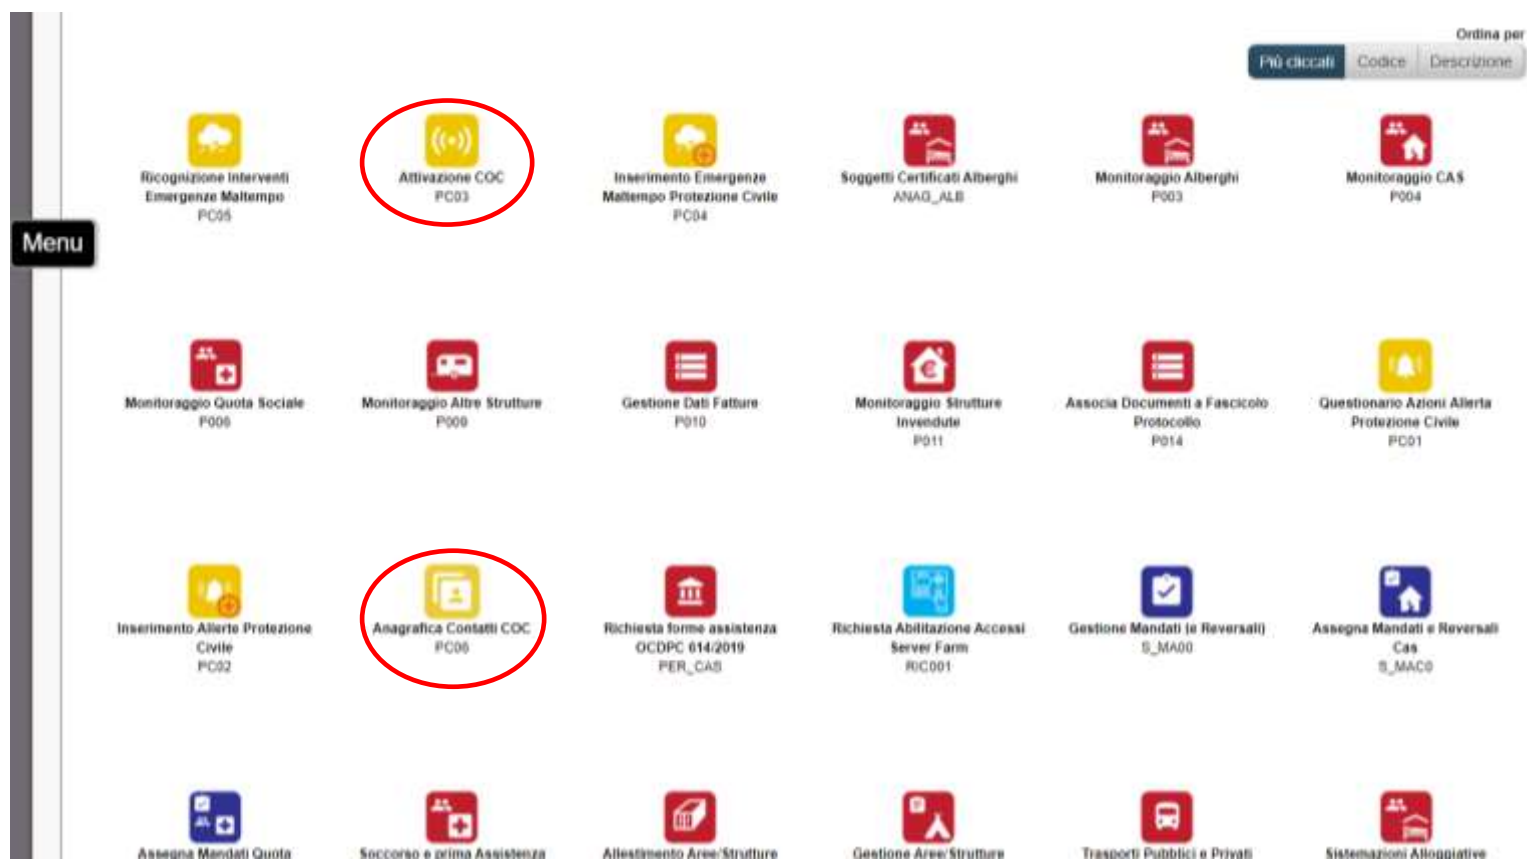 Ordina per
Più cliccati Codice Descrizione
Ricognizione Interventi
Emergenze Maltempo
PC05
Attivazione COC
PC03
Inserimento Emergenze
Maltempo Protezione Civile
PC04
Soggetti Certificati Alberghi
ANAG_ALB
Monitoraggio Alberghi
P003
Monitoraggio CAS
P004
Menu
Monitoraggio Quota Sociale
P006
Monitoraggio Altre Strutture
P009
Gestione Dati Fatture
P010
Monitoraggio Strutture
Invendute
P011
Associa Documenti a Fascicolo
Protocollo
P014
Questionario Azioni Allerta
Protezione Civile
PC01
Inserimento Allerte Protezione
Civile
PC02
Anagrafica Contatti COC
PC06
Richiesta forme assistenza
OCDPC 614/2019
PER_CAS
Richiesta Abilitazione Accessi
Server Farm
RIC001
Gestione Mandati (e Reversali)
S_MA00
Assegna Mandati e Reversali
Cas
S_MAC0
Assegna Mandati Quota
Soccorso e prima Assistenza
Allestimento Aree/Strutture
Gestione Aree/Strutture
Trasporti Pubblici e Privati
Sistemazioni Alloggiative